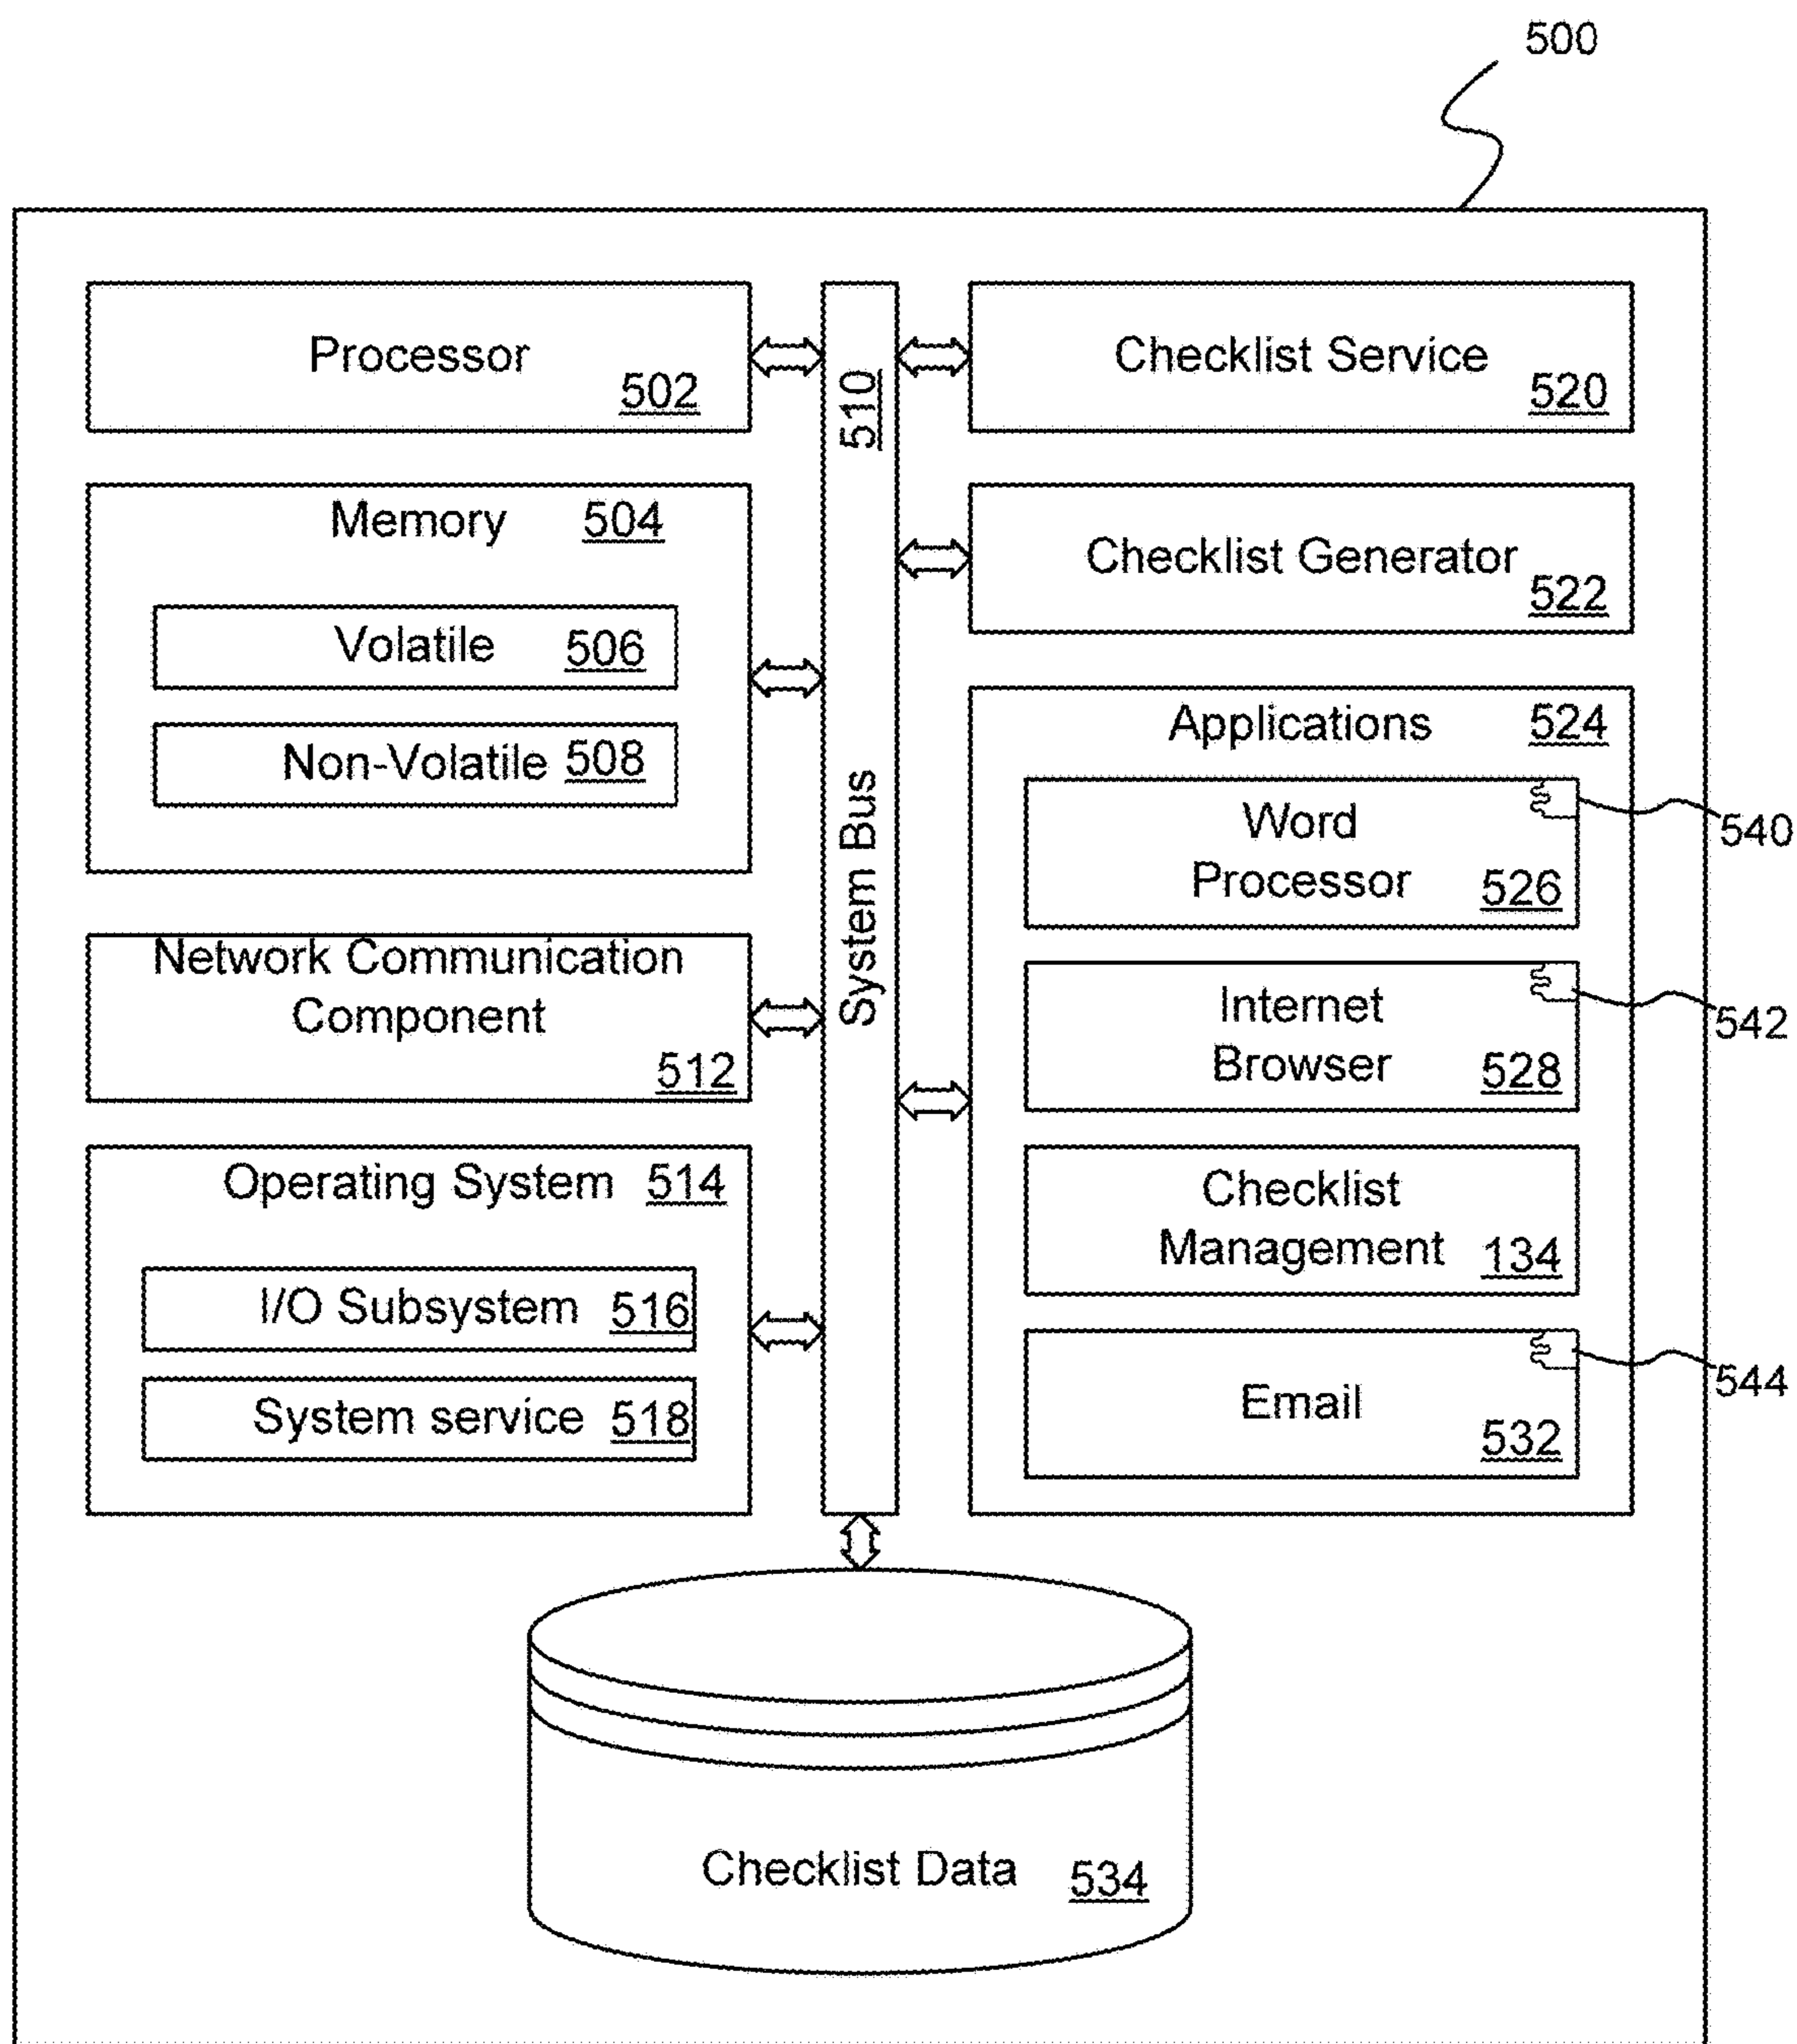 500
Processor
502
Memory 504
Volatile 506
Non-Volatile 508
Network Communication
Component
512
Operating System 514
I/O Subsystem 516
System service 518
System Bus 510
Checklist Service
520
Checklist Generator
522
Applications 524
Word
Processor 526
540
Internet
Browser 528
542
Checklist
Management 134
Email
532
544
Checklist Data 534